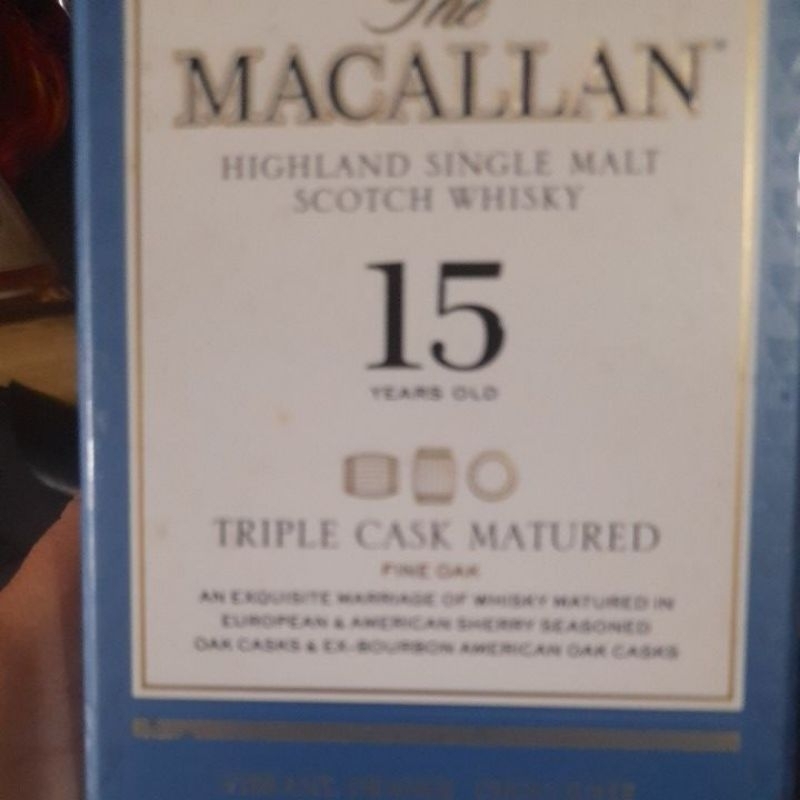 The
MACALLAN
HIGHLAND SINGLE MALT
SCOTCH WHISKY
15
YEARS OLD
TRIPLE CASK MATURED
FINE OAK
AN EXQUISITE MARRIAGE OF WHISKY MATURED IN
EUROPEAN & AMERICAN SHERRY SEASONED
OAK CASKS & EX-BOURBON AMERICAN OAK CASKS